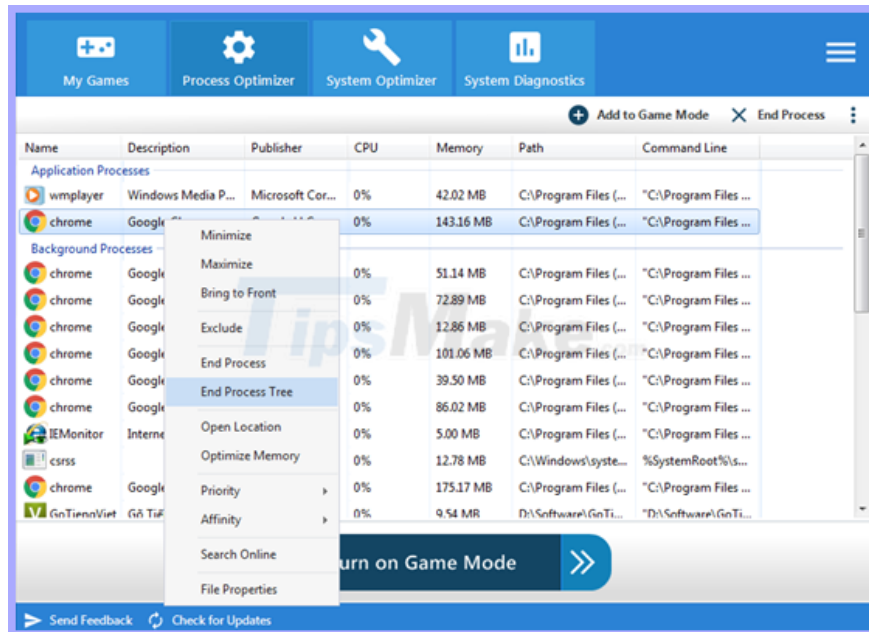 My Games Process Optimizer System Optimizer System Diagnostics
Add to Game Mode End Process
Name Description Publisher CPU Memory Path Command Line
Application Processes
wmplayer Windows Media P... Microsoft Cor... 0% 42.02 MB C:\Program Files (... "C:\Program Files ...
chrome Google 0% 143.16 MB C:\Program Files (... "C:\Program Files ...
Minimize
Background Processes
Maximize
chrome Google 0% 51.14 MB C:\Program Files (... "C:\Program Files ...
Bring to Front
chrome Google 0% 72.89 MB C:\Program Files (... "C:\Program Files ...
Exclude
chrome Google 0% 12.86 MB C:\Program Files (... "C:\Program Files ...
TipsMake.com
chrome Google 0% 101.06 MB C:\Program Files (... "C:\Program Files ...
End Process
chrome Google 0% 39.50 MB C:\Program Files (... "C:\Program Files ...
End Process Tree
chrome Google 0% 86.02 MB C:\Program Files (... "C:\Program Files ...
Open Location
IEMonitor Interne 0% 5.00 MB C:\Program Files (... "C:\Program Files ...
Optimize Memory
csrss 0% 12.78 MB C:\Windows\syste... %SystemRoot%\s...
chrome Google 0% 175.17 MB C:\Program Files (... "C:\Program Files ...
Priority
GoTiengViet Gõ Tiế 0% 9.54 MB D:\Software\GoTi... "D:\Software\GoTi...
Affinity
Search Online
urn on Game Mode
File Properties
Send Feedback Check for Updates